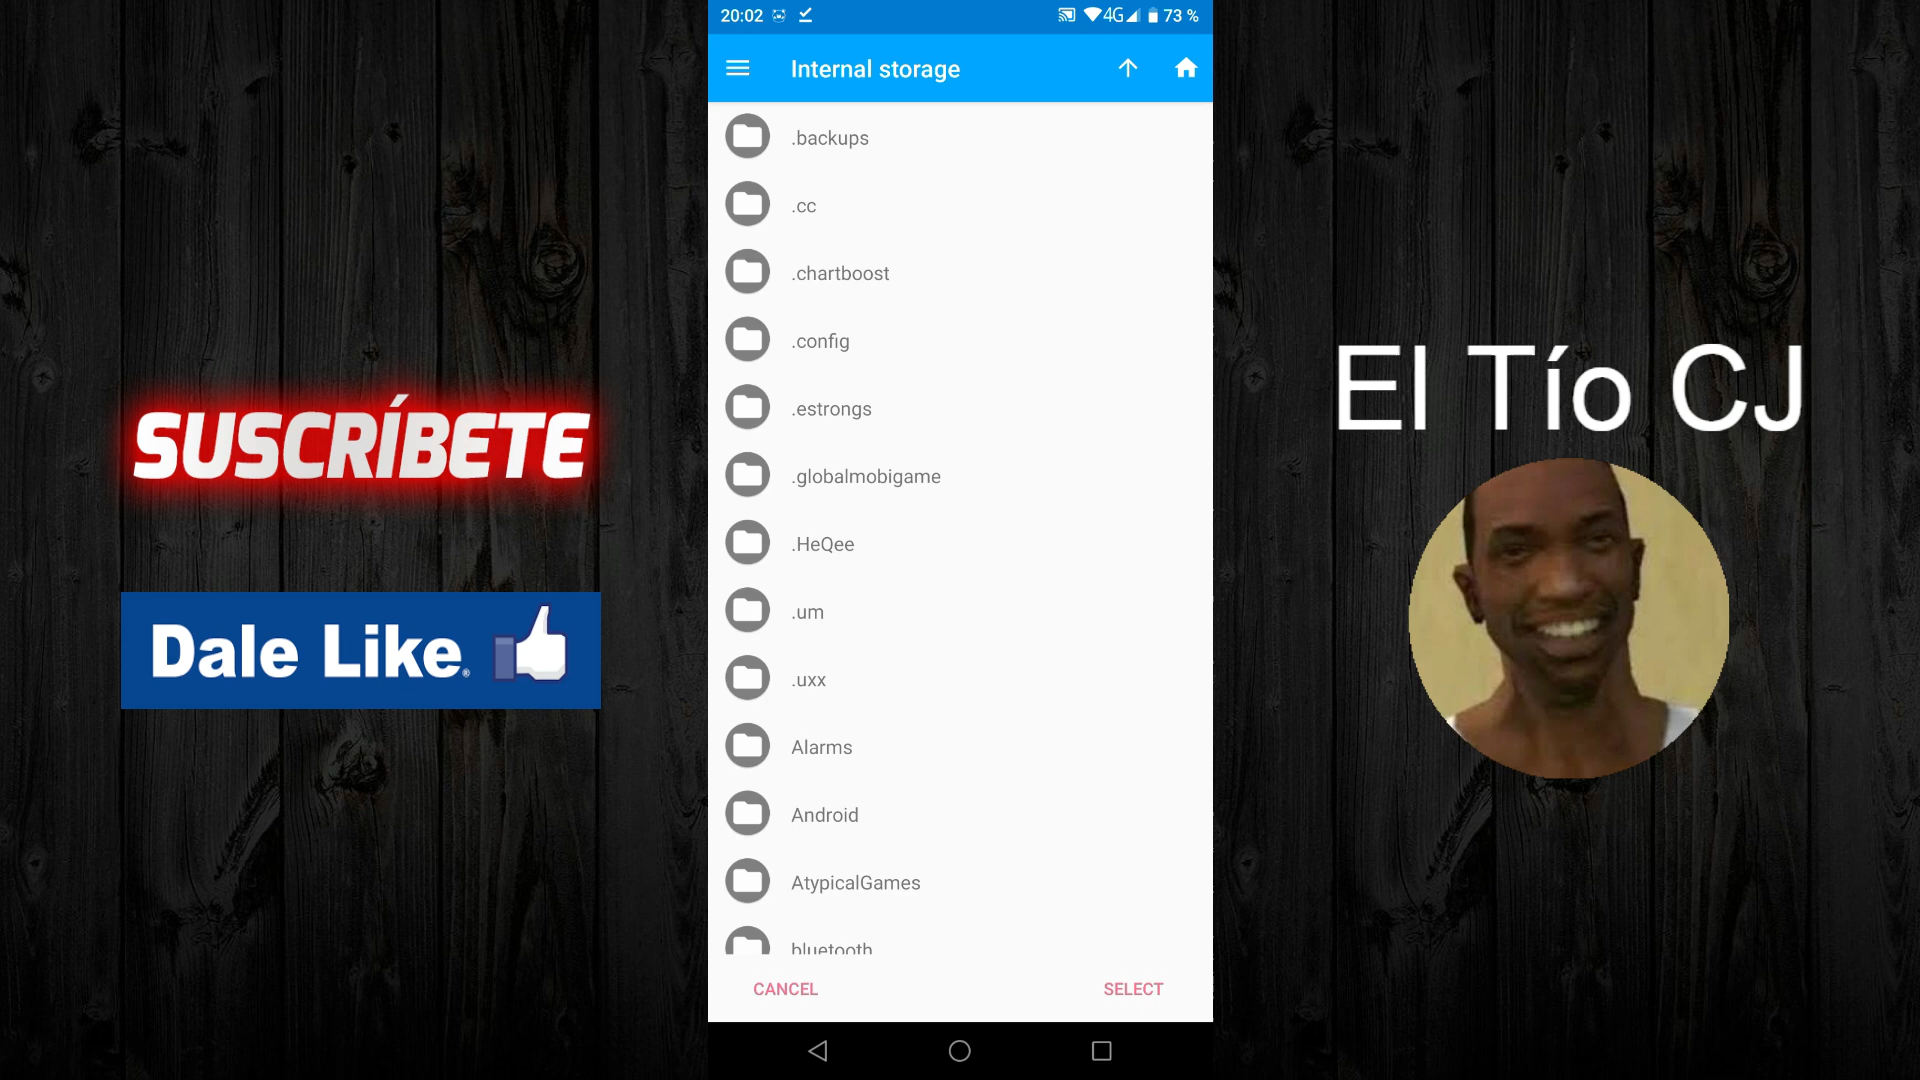 20:02
4G 73 %
Internal storage
.backups
.cc
.chartboost
.config
.estrongs
.globalmobigame
.HeQee
.um
.uxx
Alarms
Android
AtypicalGames
bluetooth
CANCEL
SELECT
SUSCRÍBETE
Dale Like®
El Tío CJ